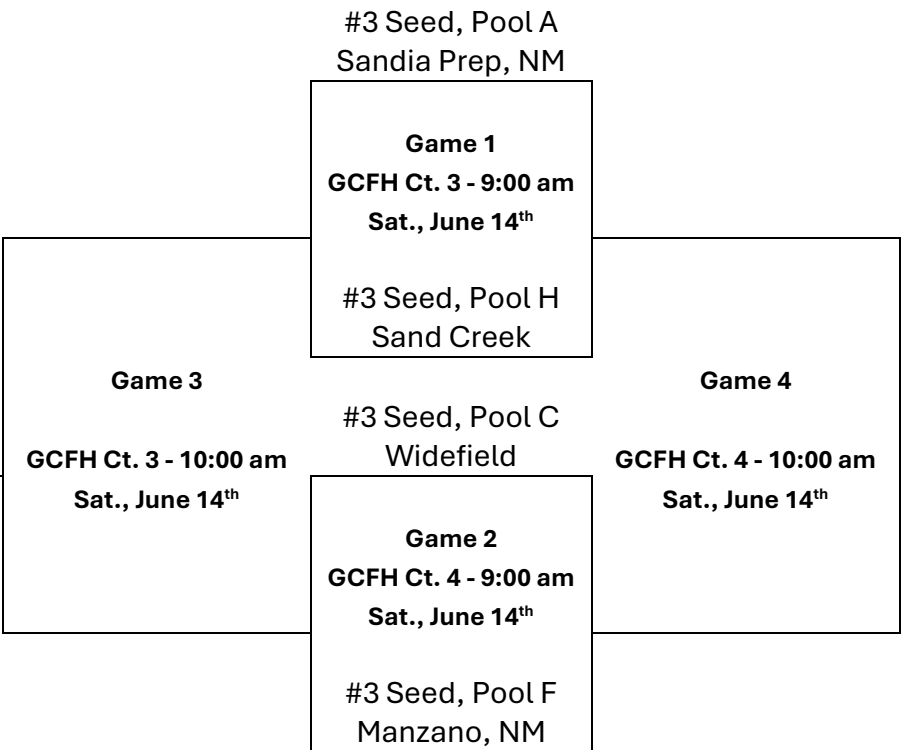 #3 Seed, Pool A
Sandia Prep, NM
Game 1
GCFH Ct. 3 - 9:00 am
Sat., June 14th
#3 Seed, Pool H
Sand Creek
Game 3
GCFH Ct. 3 - 10:00 am
Sat., June 14th
Game 4
GCFH Ct. 4 - 10:00 am
Sat., June 14th
#3 Seed, Pool C
Widefield
Game 2
GCFH Ct. 4 - 9:00 am
Sat., June 14th
#3 Seed, Pool F
Manzano, NM